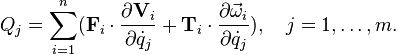 Q_j = \sum_{i=1}^{n} (\mathbf{F}_i \cdot \frac{\partial \mathbf{V}_i}{\partial \dot{q}_j} + \mathbf{T}_i \cdot \frac{\partial \vec{\omega}_i}{\partial \dot{q}_j}), \quad j = 1, \ldots, m.